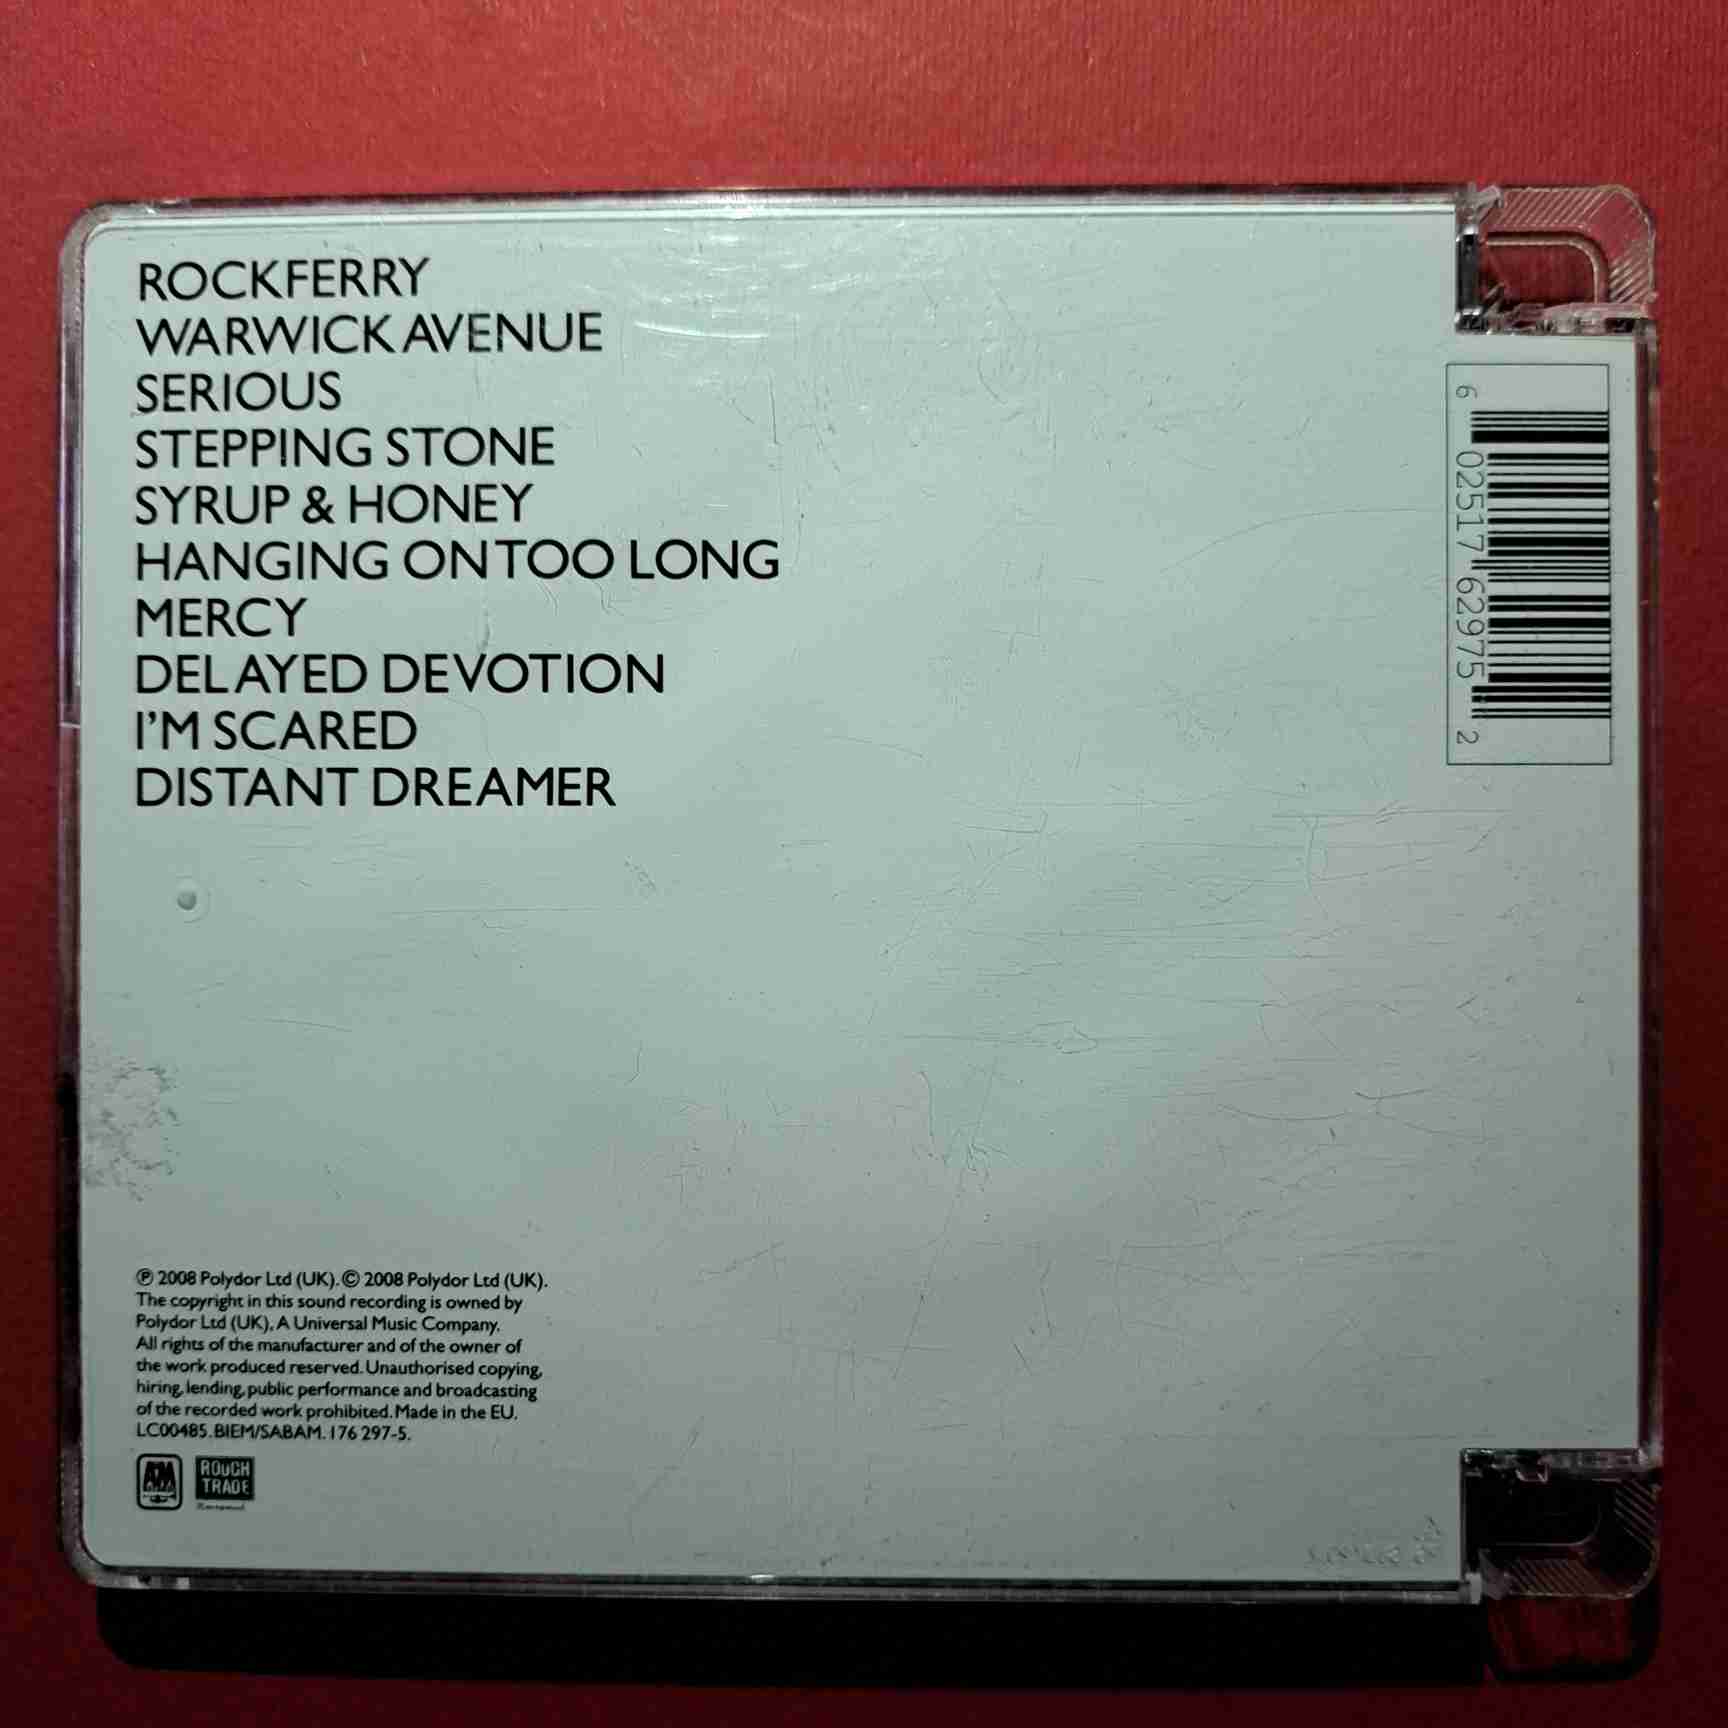 ROCKFERRY
WARWICK AVENUE
SERIOUS
STEPPING STONE
SYRUP & HONEY
HANGING ON TOO LONG
MERCY
DELAYED DEVOTION
I'M SCARED
DISTANT DREAMER
6 02517 62975 2
℗ 2008 Polydor Ltd (UK). © 2008 Polydor Ltd (UK).
The copyright in this sound recording is owned by
Polydor Ltd (UK), A Universal Music Company.
All rights of the manufacturer and of the owner of
the work produced reserved. Unauthorised copying,
hiring, lending, public performance and broadcasting
of the recorded work prohibited. Made in the EU.
LC00485. BIEM/SABAM. 176 297-5.
A&M
ROUGH
TRADE